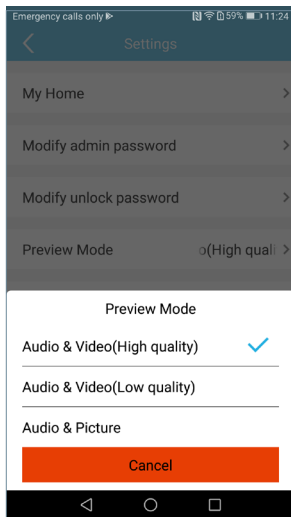 Emergency calls only 59% 11:24
Settings
My Home
Modify admin password
Modify unlock password
Preview Mode o(High quali
Preview Mode
Audio & Video(High quality)
Audio & Video(Low quality)
Audio & Picture
Cancel